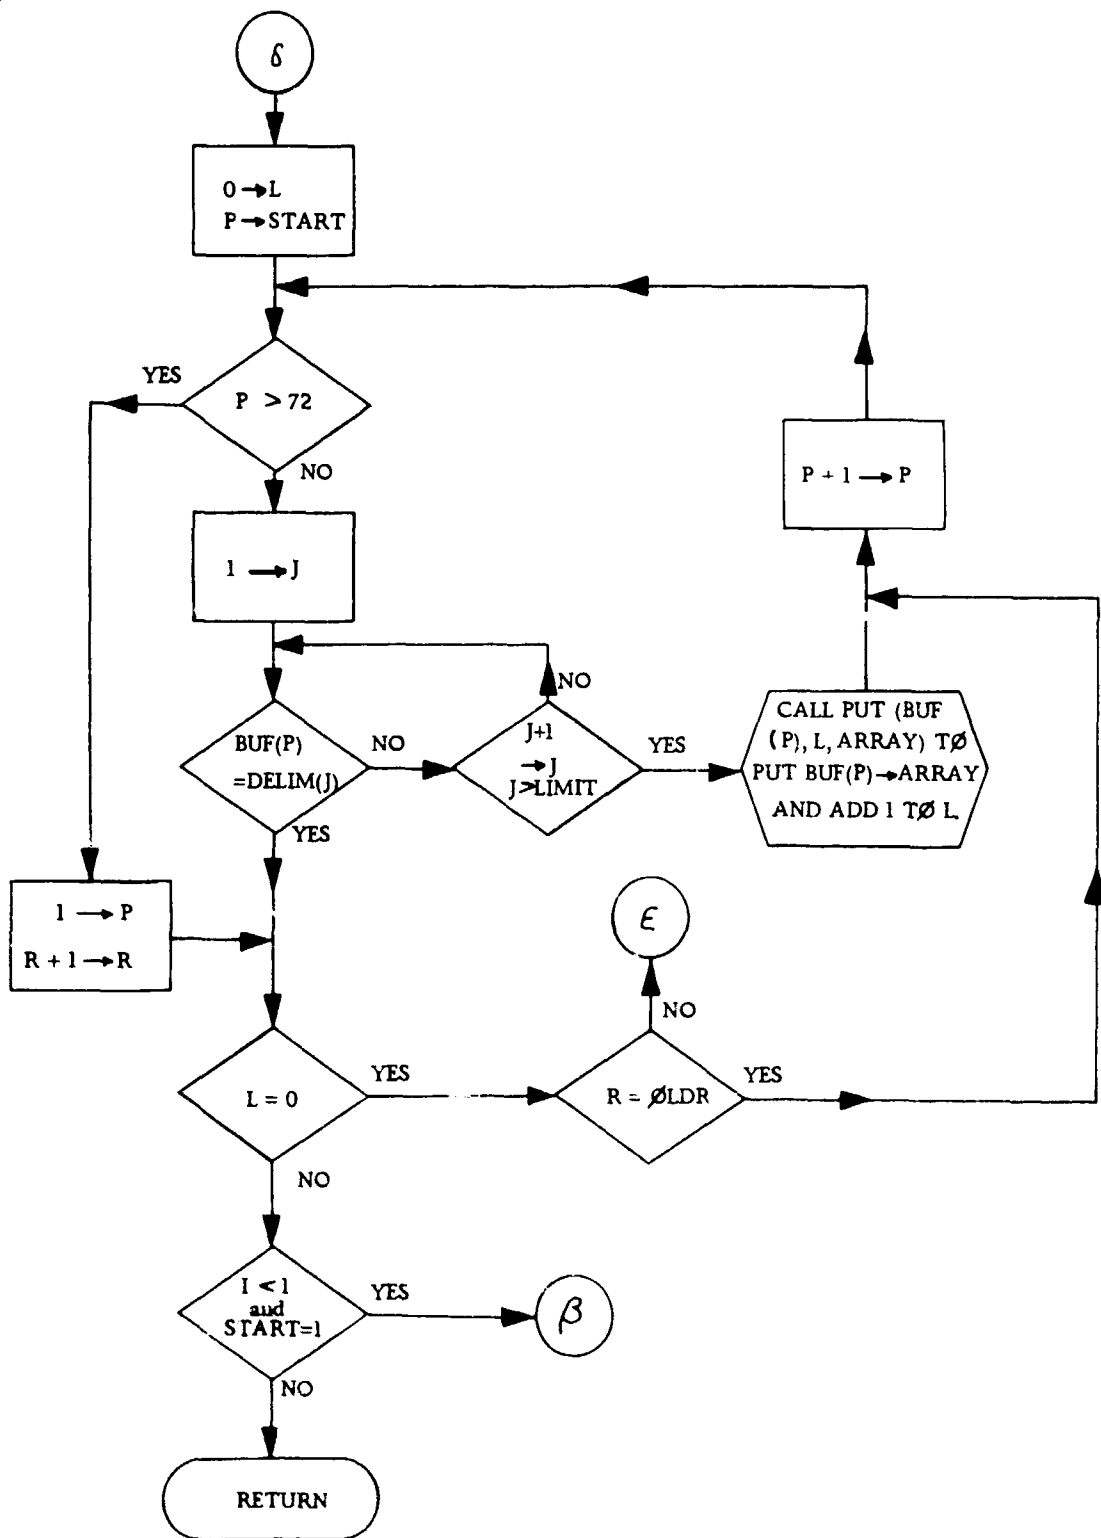 δ
0→L
P→START
YES
P > 72
NO
P + 1 → P
1 → J
NO
BUF(P)
=DELIM(J)
NO
J+1
→ J
J>LIMIT
YES
CALL PUT (BUF
(P), L, ARRAY) TØ
PUT BUF(P)→ARRAY
AND ADD 1 TØ L.
YES
1 → P
R + 1→R
ε
NO
L = 0
YES
R = ØLDR
YES
NO
I < 1
and
START=1
YES
β
NO
RETURN